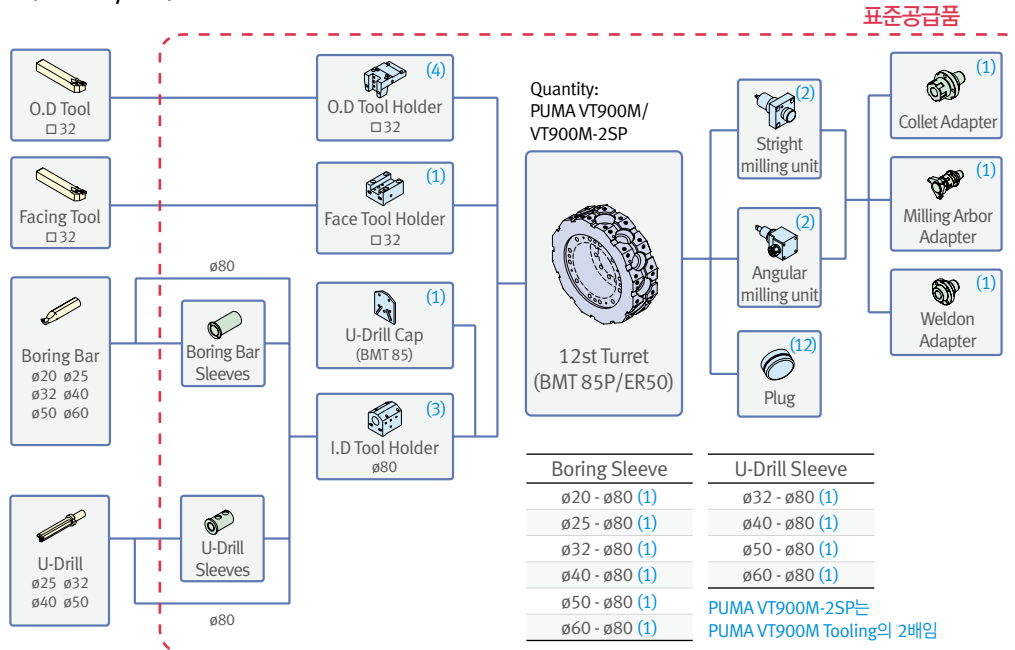 표준공급품
O.D Tool
□ 32
Facing Tool
□ 32
Boring Bar
ø20 ø25
ø32 ø40
ø50 ø60
U-Drill
ø25 ø32
ø40 ø50
ø80
Boring Bar
Sleeves
U-Drill
Sleeves
ø80
(4)
O.D Tool Holder
□ 32
(1)
Face Tool Holder
□ 32
(1)
U-Drill Cap
(BMT 85)
(3)
I.D Tool Holder
ø80
Quantity:
PUMA VT900M/
VT900M-2SP
12st Turret
(BMT 85P/ER50)
(2)
Stright
milling unit
(2)
Angular
milling unit
(12)
Plug
(1)
Collet Adapter
(1)
Milling Arbor
Adapter
(1)
Weldon
Adapter
Boring Sleeve
ø20 - ø80 (1)
ø25 - ø80 (1)
ø32 - ø80 (1)
ø40 - ø80 (1)
ø50 - ø80 (1)
ø60 - ø80 (1)
U-Drill Sleeve
ø32 - ø80 (1)
ø40 - ø80 (1)
ø50 - ø80 (1)
ø60 - ø80 (1)
PUMA VT900M-2SP는
PUMA VT900M Tooling의 2배임